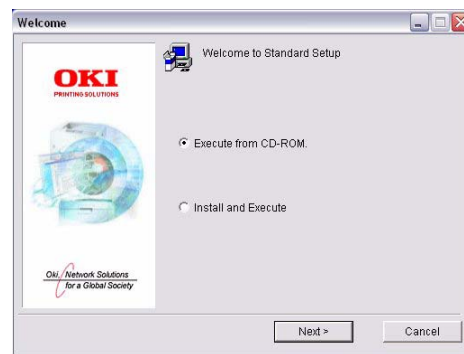 Welcome
OKI
PRINTING SOLUTIONS
Welcome to Standard Setup
Execute from CD-ROM.
Install and Execute
Oki, Network Solutions
for a Global Society
Next >
Cancel